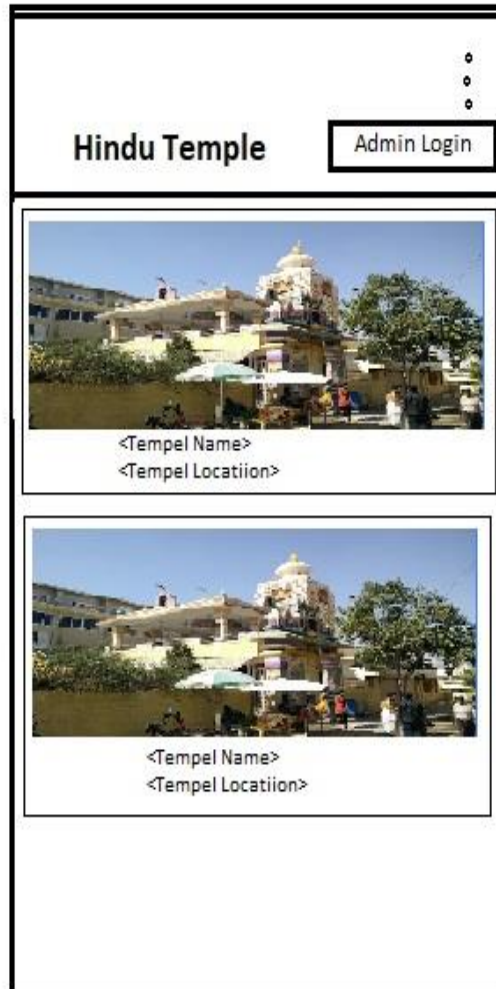 Hindu Temple
Admin Login
<Tempel Name>
<Tempel Locatiion>
<Tempel Name>
<Tempel Locatiion>